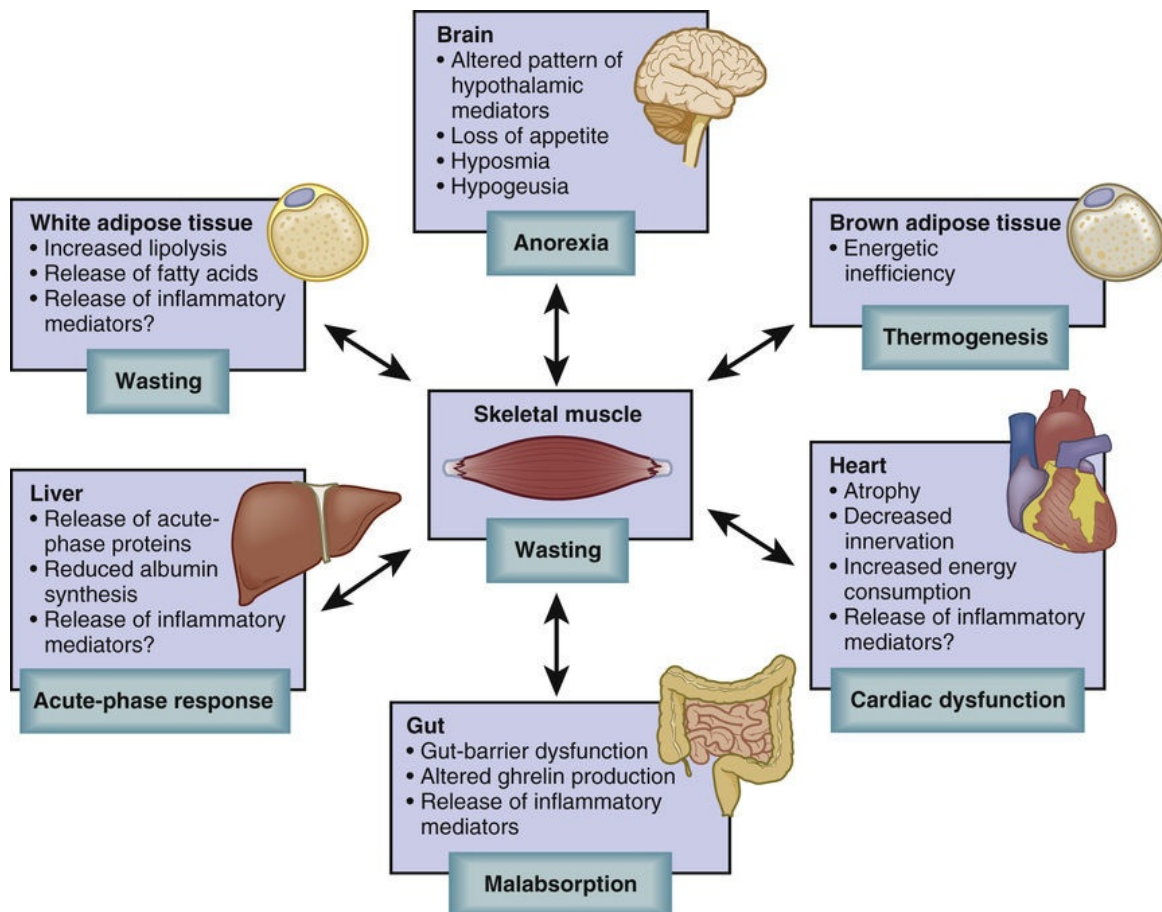 Brain
• Altered pattern of
hypothalamic
mediators
• Loss of appetite
• Hyposmia
• Hypogeusia
Anorexia
White adipose tissue
• Increased lipolysis
• Release of fatty acids
• Release of inflammatory
mediators?
Wasting
Brown adipose tissue
• Energetic
inefficiency
Thermogenesis
Skeletal muscle
Wasting
Liver
• Release of acute-
phase proteins
• Reduced albumin
synthesis
• Release of inflammatory
mediators?
Acute-phase response
Heart
• Atrophy
• Decreased
innervation
• Increased energy
consumption
• Release of inflammatory
mediators?
Cardiac dysfunction
Gut
• Gut-barrier dysfunction
• Altered ghrelin production
• Release of inflammatory
mediators
Malabsorption